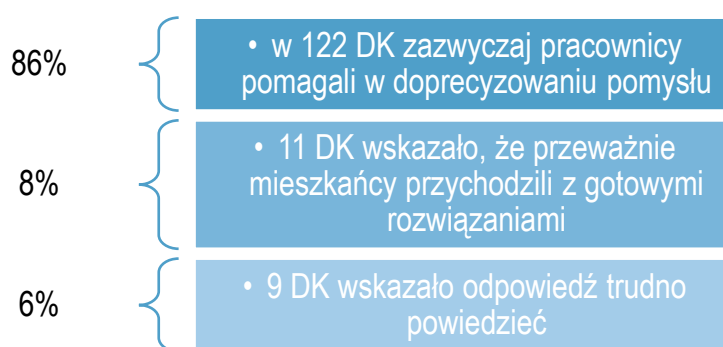 86%
• w 122 DK zazwyczaj pracownicy
pomagali w doprecyzowaniu pomysłu
8%
• 11 DK wskazało, że przeważnie
mieszkańcy przychodzili z gotowymi
rozwiązaniami
6%
• 9 DK wskazało odpowiedź trudno
powiedzieć